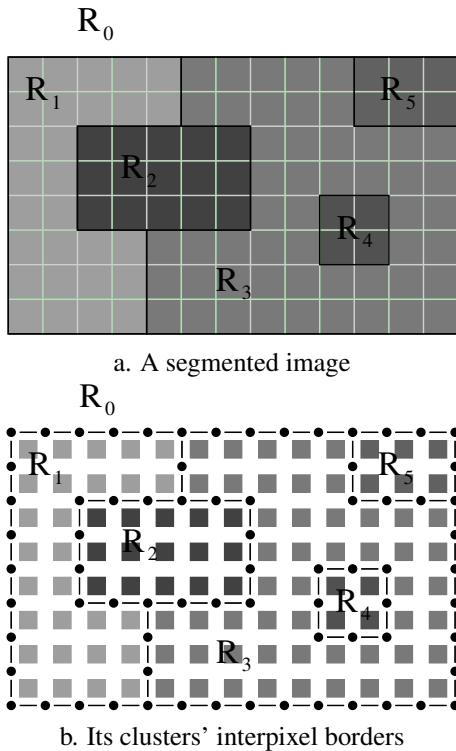 R0
R1
R5
R2
R4
R3
a. A segmented image
R0
R1
R5
R2
R4
R3
b. Its clusters’ interpixel borders